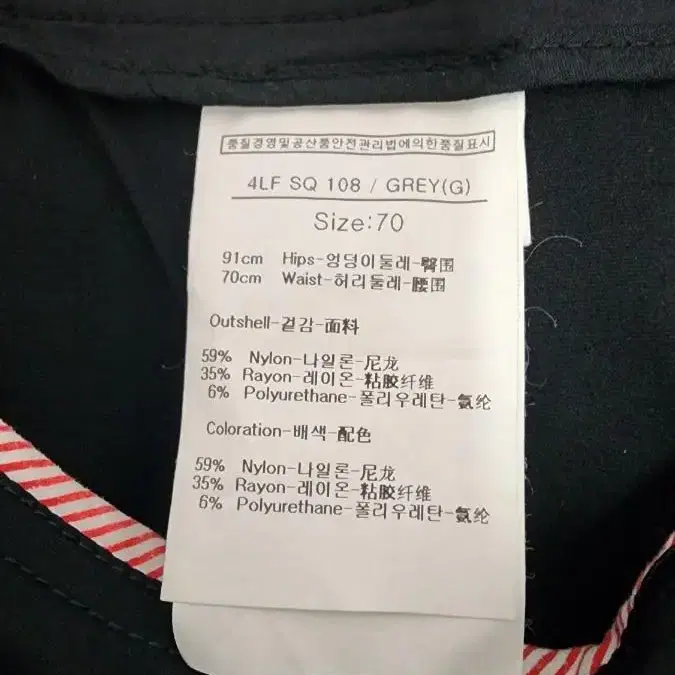 품질경영및공산품안전관리법에의한품질표시
4LF SQ 108 / GREY(G)
Size:70
91cm Hips-엉덩이둘레-臀围
70cm Waist-허리둘레-腰围
Outshell-겉감-面料
59% Nylon-나일론-尼龙
35% Rayon-레이온-粘胶纤维
6% Polyurethane-폴리우레탄-氨纶
Coloration-배색-配色
59% Nylon-나일론-尼龙
35% Rayon-레이온-粘胶纤维
6% Polyurethane-폴리우레탄-氨纶